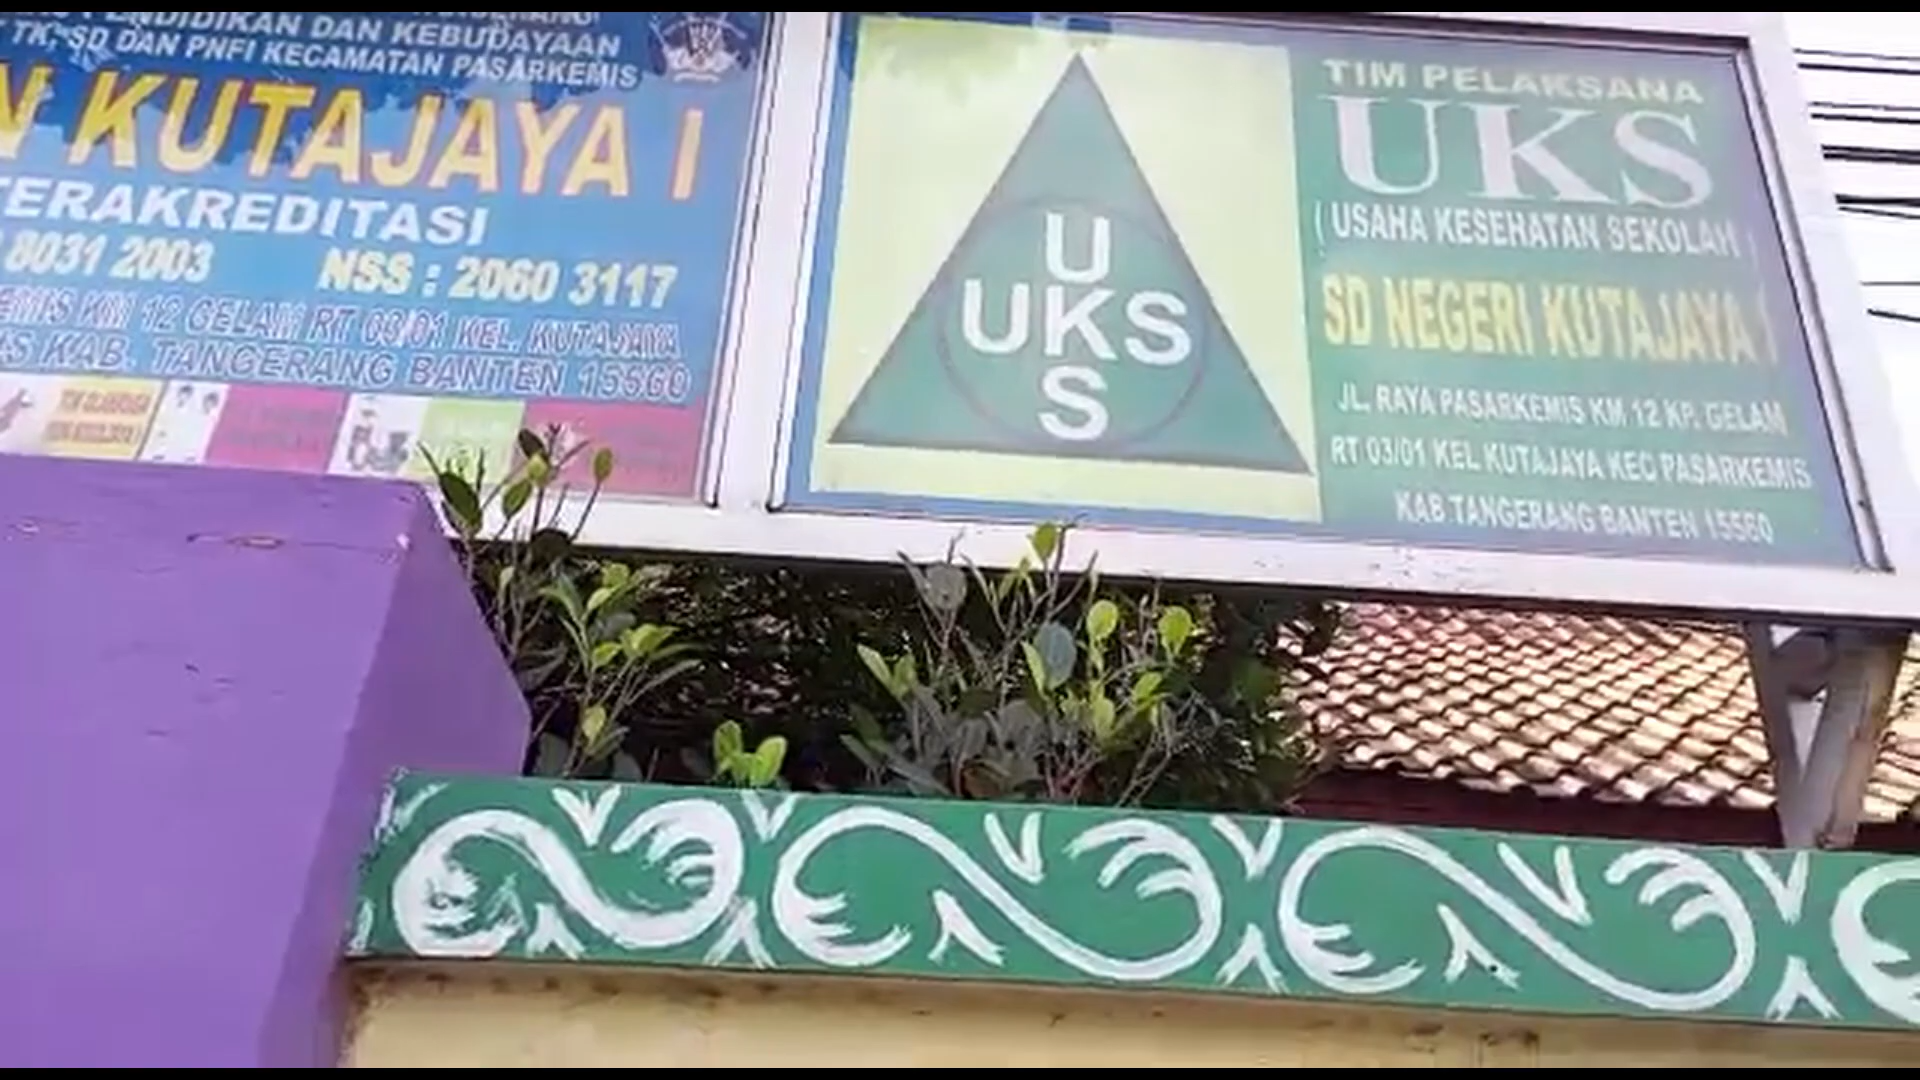 PENDIDIKAN DAN KEBUDAYAAN
TK, SD DAN PNFI KECAMATAN PASARKEMIS
N KUTAJAYA I
TERAKREDITASI
8031 2003 NSS : 2060 3117
EMIS KM 12 GELAM RT 03/01 KEL. KUTAJAYA
IS KAB. TANGERANG BANTEN 15560
U
UKS
S
TIM PELAKSANA
UKS
( USAHA KESEHATAN SEKOLAH )
SD NEGERI KUTAJAYA I
JL. RAYA PASARKEMIS KM 12 KP. GELAM
RT 03/01 KEL KUTAJAYA KEC PASARKEMIS
KAB TANGERANG BANTEN 15560